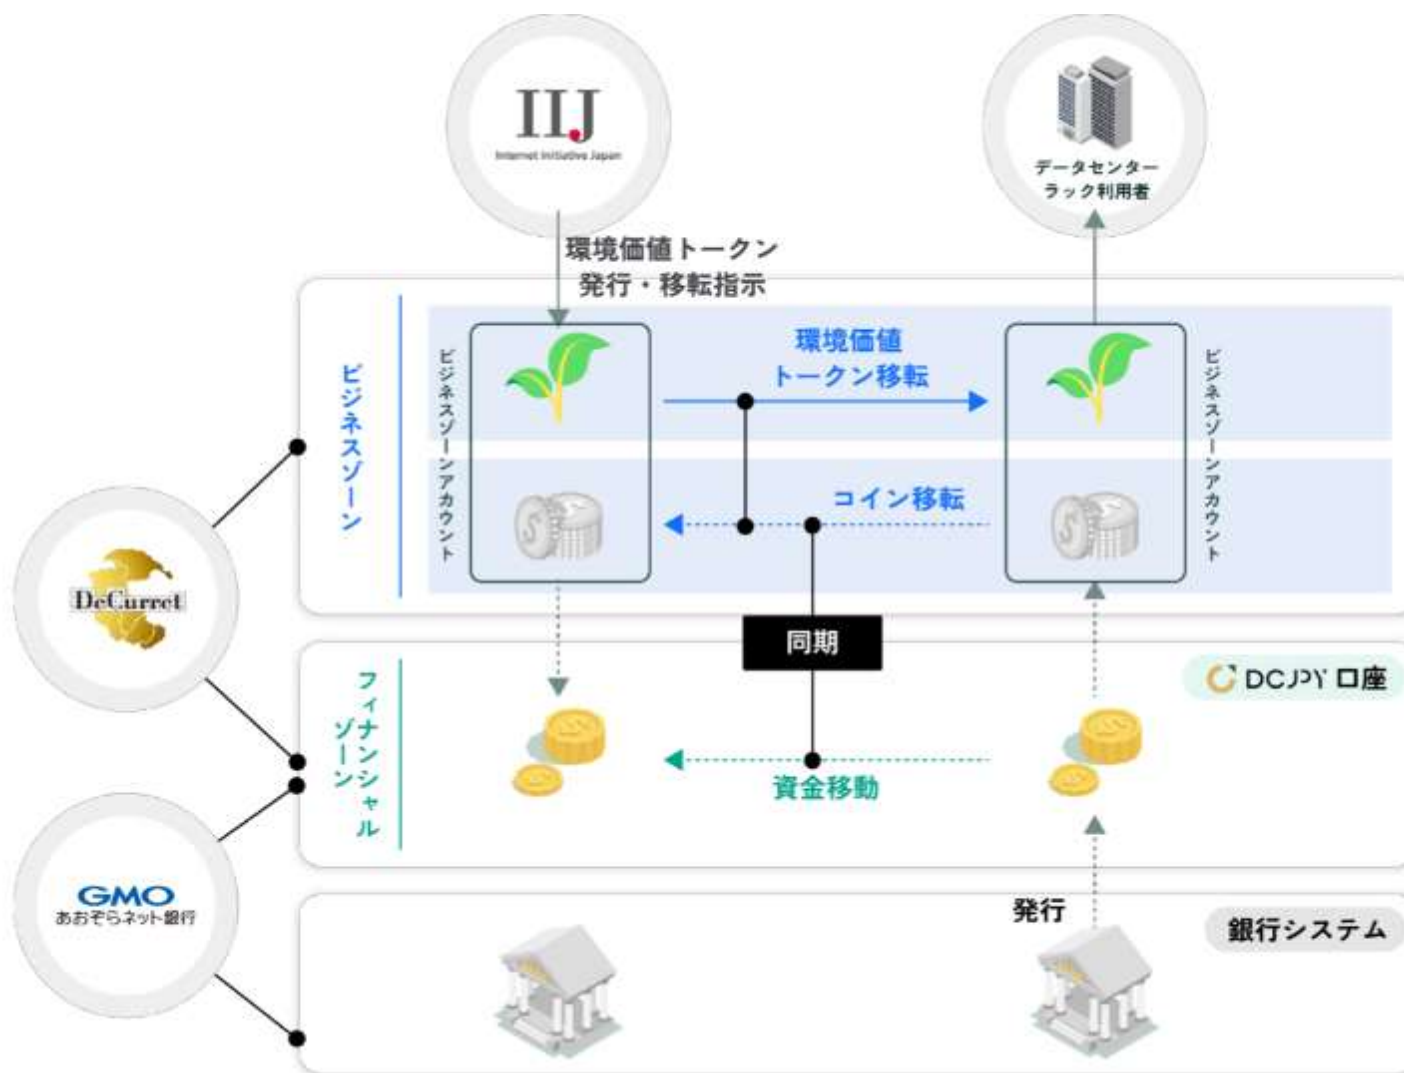 IIJ
Internet Initiative Japan
データセンター
ラック利用者
環境価値トークン
発行・移転指示
ビジネスゾーン
ビジネスゾーンアカウント
環境価値
トークン移転
ビジネスゾーンアカウント
コイン移転
DeCurret
同期
フィナンシャル
ゾーン
DCJPY 口座
資金移動
GMO
あおぞらネット銀行
発行
銀行システム